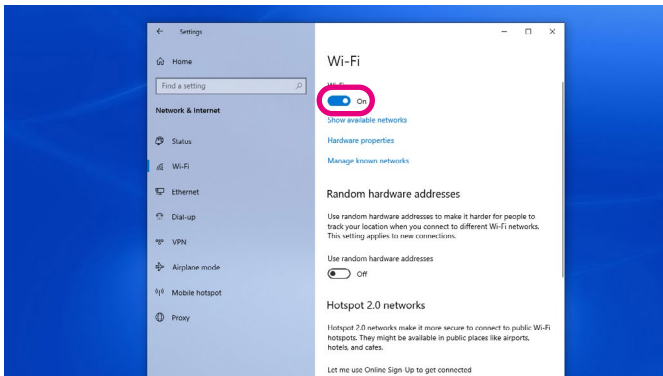 Settings
Home
Find a setting
Network & Internet
Status
Wi-Fi
Ethernet
Dial-up
VPN
Airplane mode
Mobile hotspot
Proxy
Wi-Fi
Wi-Fi
On
Show available networks
Hardware properties
Manage known networks
Random hardware addresses
Use random hardware addresses to make it harder for people to
track your location when you connect to different Wi-Fi networks.
This setting applies to new connections.
Use random hardware addresses
Off
Hotspot 2.0 networks
Hotspot 2.0 networks make it more secure to connect to public Wi-Fi
hotspots. They might be available in public places like airports,
hotels, and cafes.
Let me use Online Sign-Up to get connected